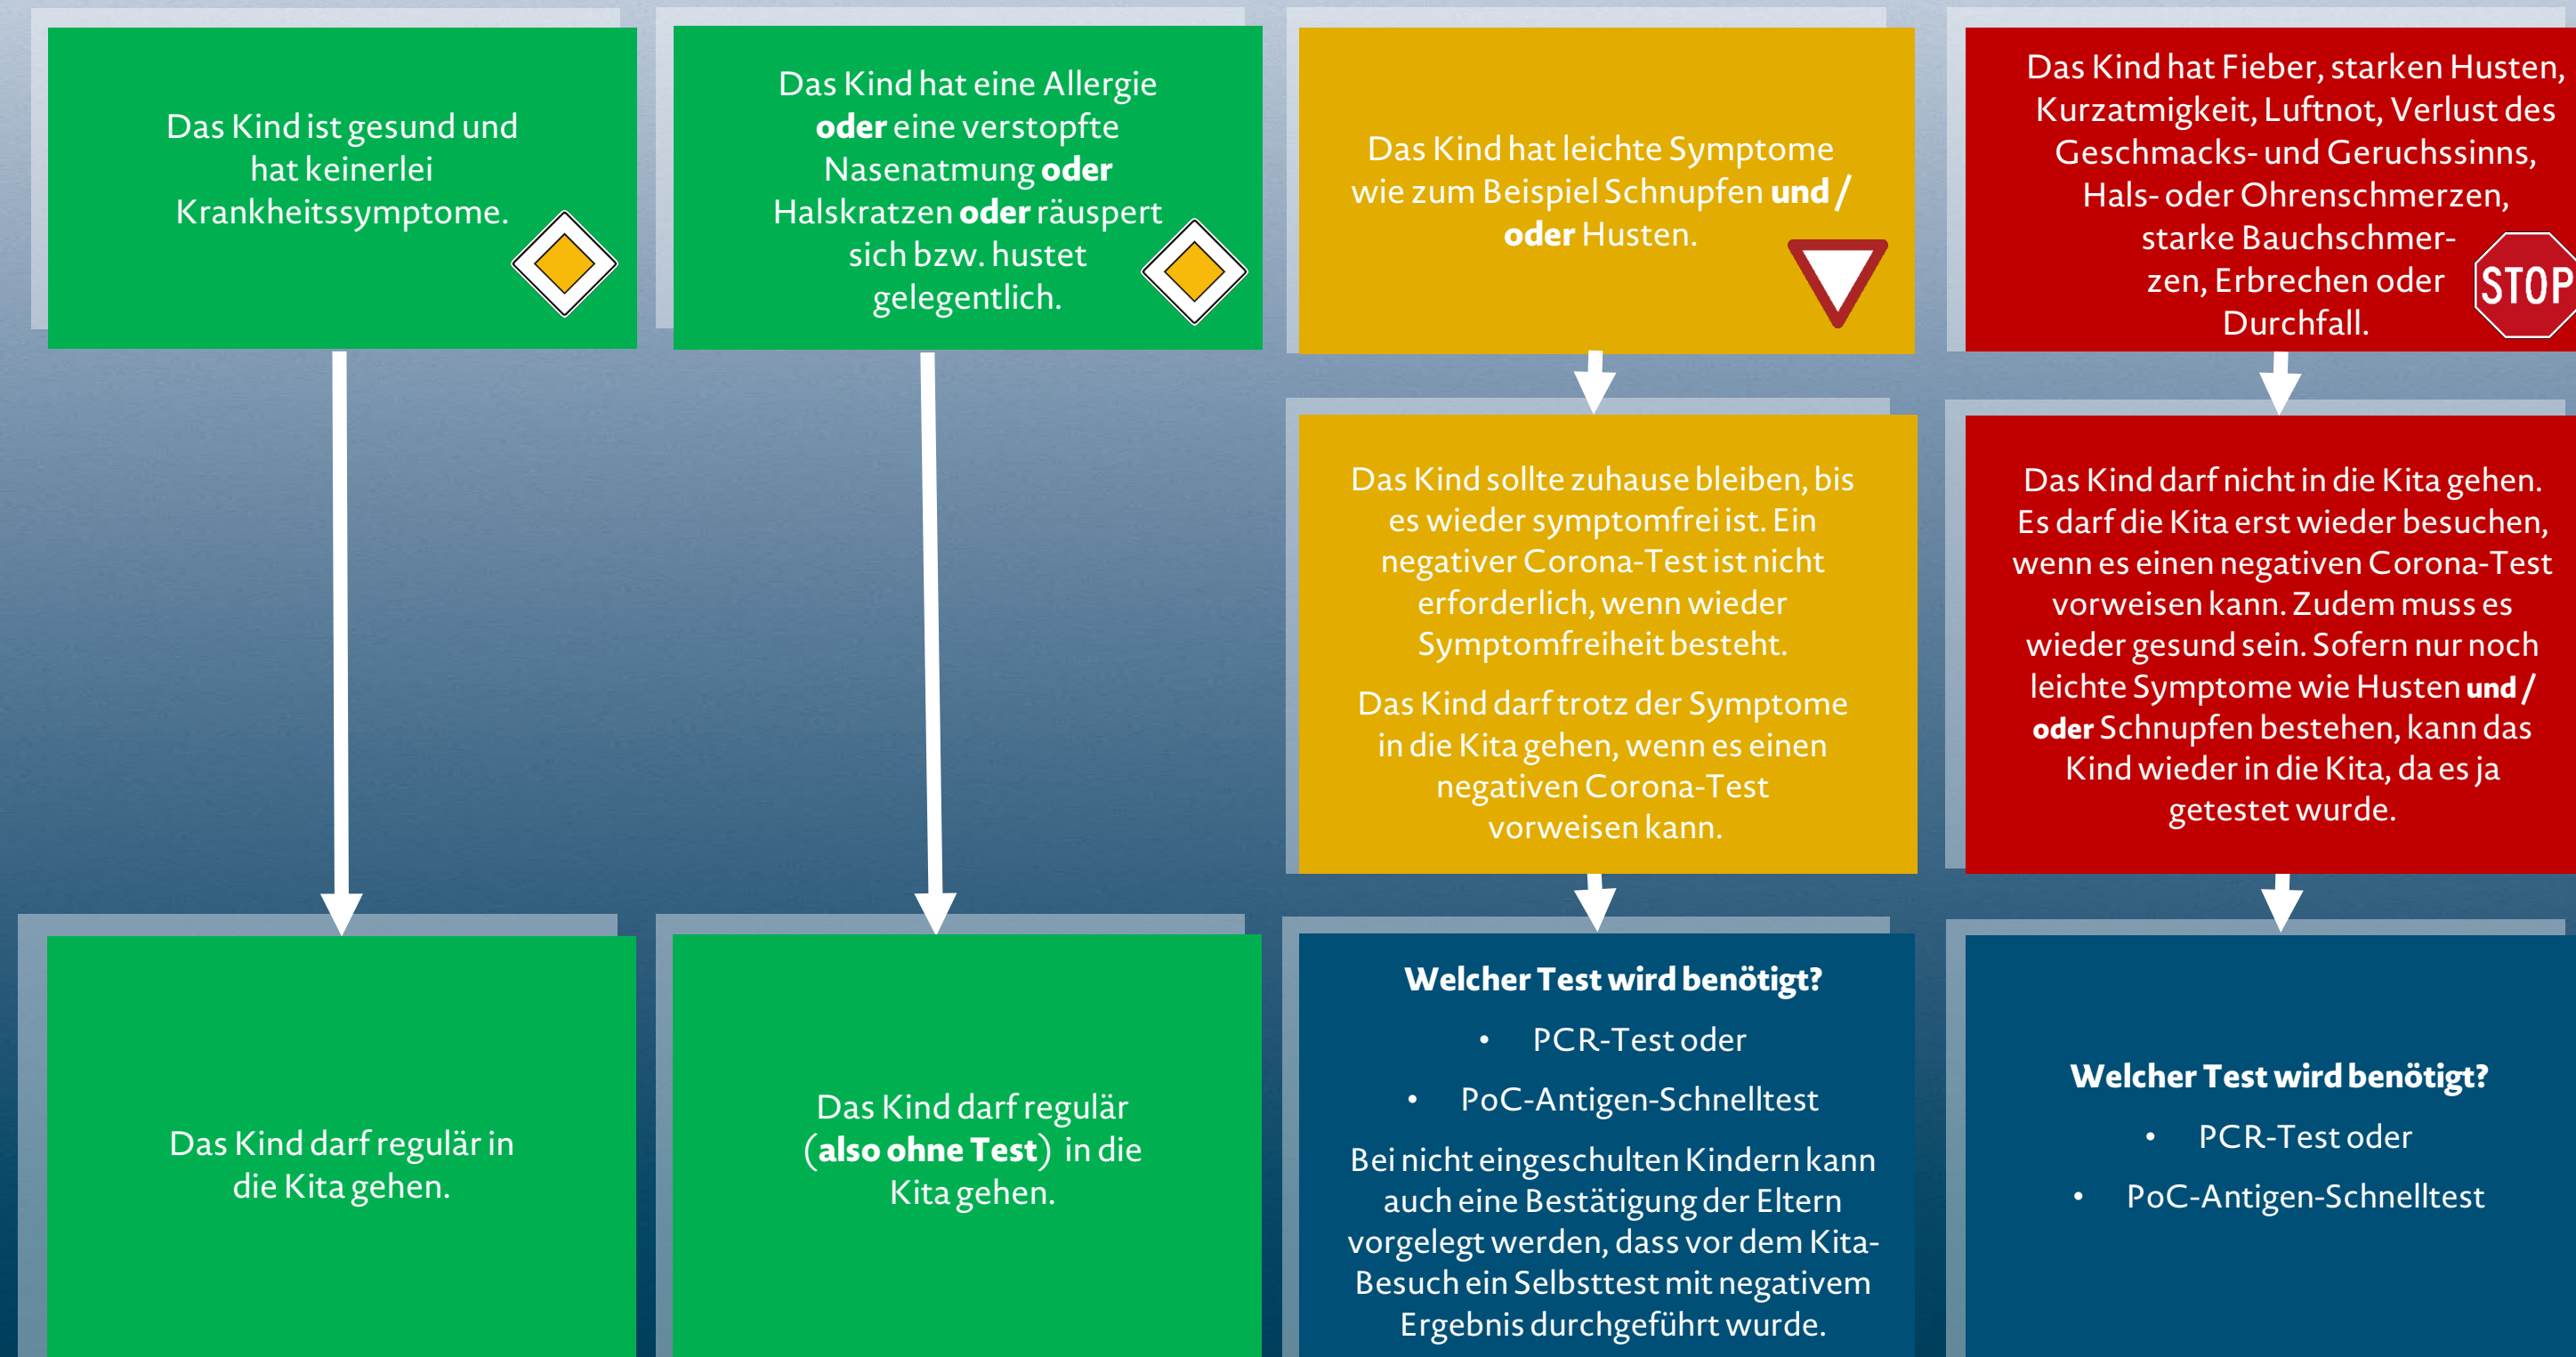 Das Kind ist gesund und
hat keinerlei
Krankheitssymptome.
Das Kind darf regulär in
die Kita gehen.
Das Kind hat eine Allergie
oder eine verstopfte
Nasenatmung oder
Halskratzen oder räuspert
sich bzw. hustet
gelegentlich.
Das Kind darf regulär
(also ohne Test) in die
Kita gehen.
Das Kind hat leichte Symptome
wie zum Beispiel Schnupfen und /
oder Husten.
Das Kind sollte zuhause bleiben, bis
es wieder symptomfrei ist. Ein
negativer Corona-Test ist nicht
erforderlich, wenn wieder
Symptomfreiheit besteht.
Das Kind darf trotz der Symptome
in die Kita gehen, wenn es einen
negativen Corona-Test
vorweisen kann.
Welcher Test wird benötigt?
• PCR-Test oder
• PoC-Antigen-Schnelltest
Bei nicht eingeschulten Kindern kann
auch eine Bestätigung der Eltern
vorgelegt werden, dass vor dem Kita-
Besuch ein Selbsttest mit negativem
Ergebnis durchgeführt wurde.
Das Kind hat Fieber, starken Husten,
Kurzatmigkeit, Luftnot, Verlust des
Geschmacks- und Geruchssinns,
Hals- oder Ohrenschmerzen,
starke Bauchschmer-
zen, Erbrechen oder
Durchfall.
STOP
Das Kind darf nicht in die Kita gehen.
Es darf die Kita erst wieder besuchen,
wenn es einen negativen Corona-Test
vorweisen kann. Zudem muss es
wieder gesund sein. Sofern nur noch
leichte Symptome wie Husten und /
oder Schnupfen bestehen, kann das
Kind wieder in die Kita, da es ja
getestet wurde.
Welcher Test wird benötigt?
• PCR-Test oder
• PoC-Antigen-Schnelltest